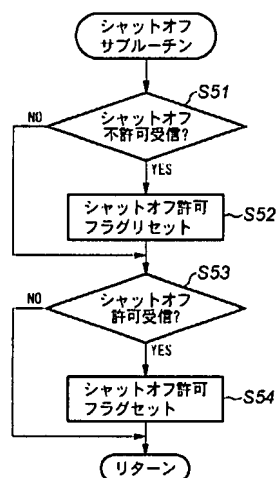 シャットオフ
サブルーチン
S51
シャットオフ
不許可受信?
NO
YES
シャットオフ許可
フラグリセット
S52
S53
シャットオフ
許可受信?
NO
YES
シャットオフ許可
フラグセット
S54
リターン